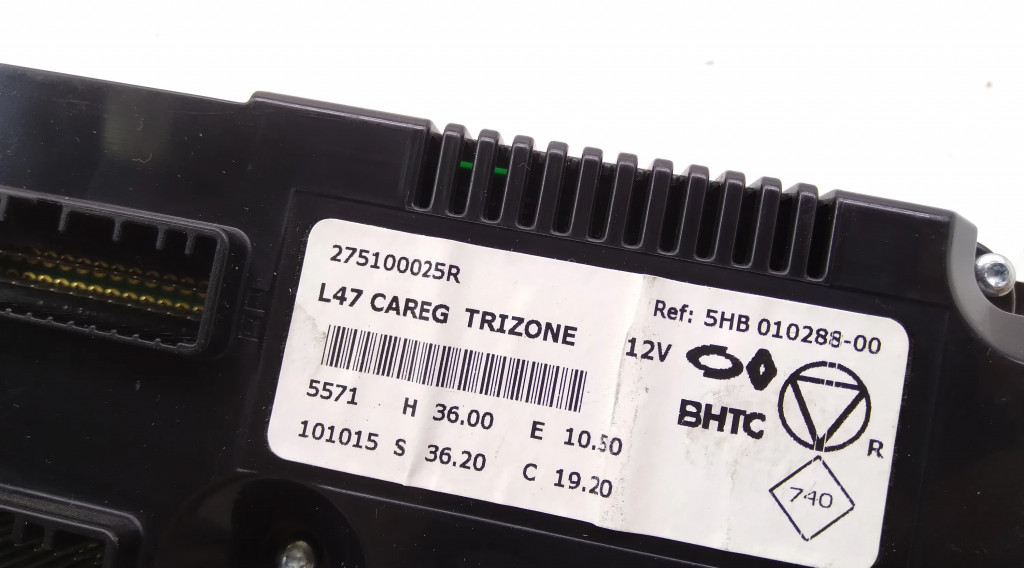 275100025R
L47 CAREG TRIZONE
5571 H 36.00 E 10.50
101015 S 36.20 C 19.20
Ref: 5HB 010288-00
12V
BHTC
R
740